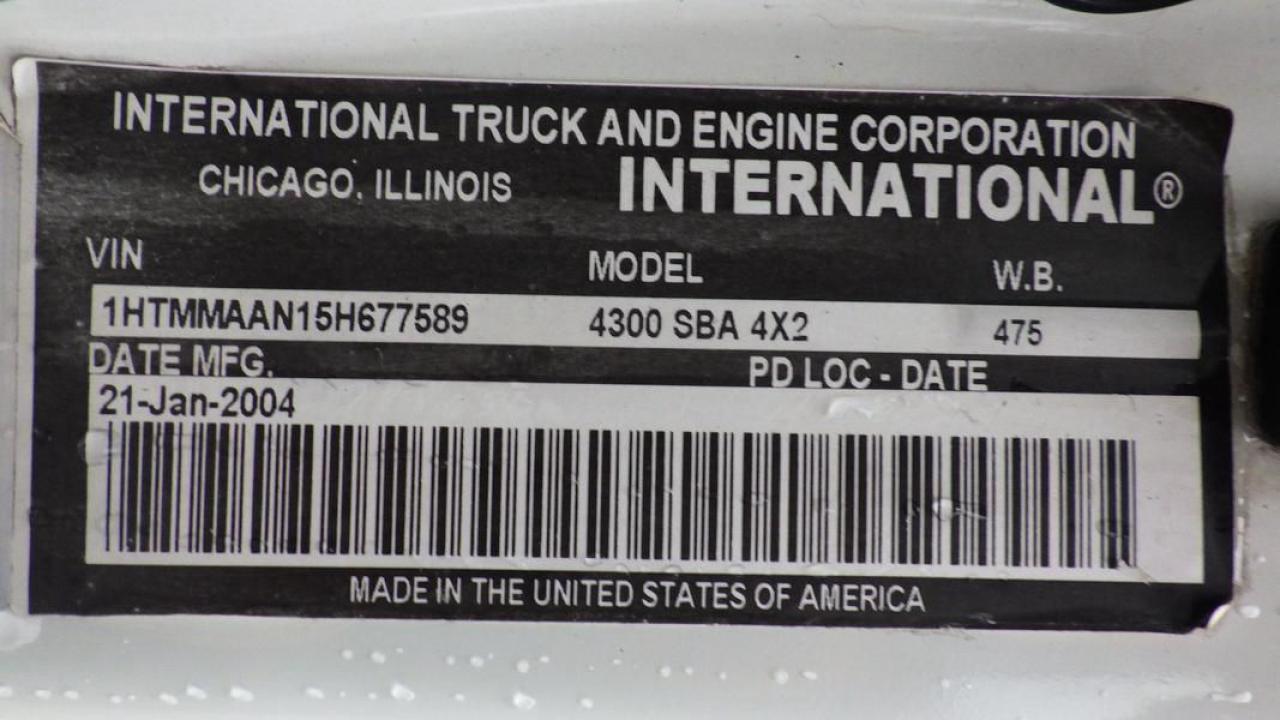 INTERNATIONAL TRUCK AND ENGINE CORPORATION
CHICAGO, ILLINOIS INTERNATIONAL®
VIN MODEL W.B.
1HTMMAAN15H677589 4300 SBA 4X2 475
DATE MFG. PD LOC - DATE
21-Jan-2004
MADE IN THE UNITED STATES OF AMERICA